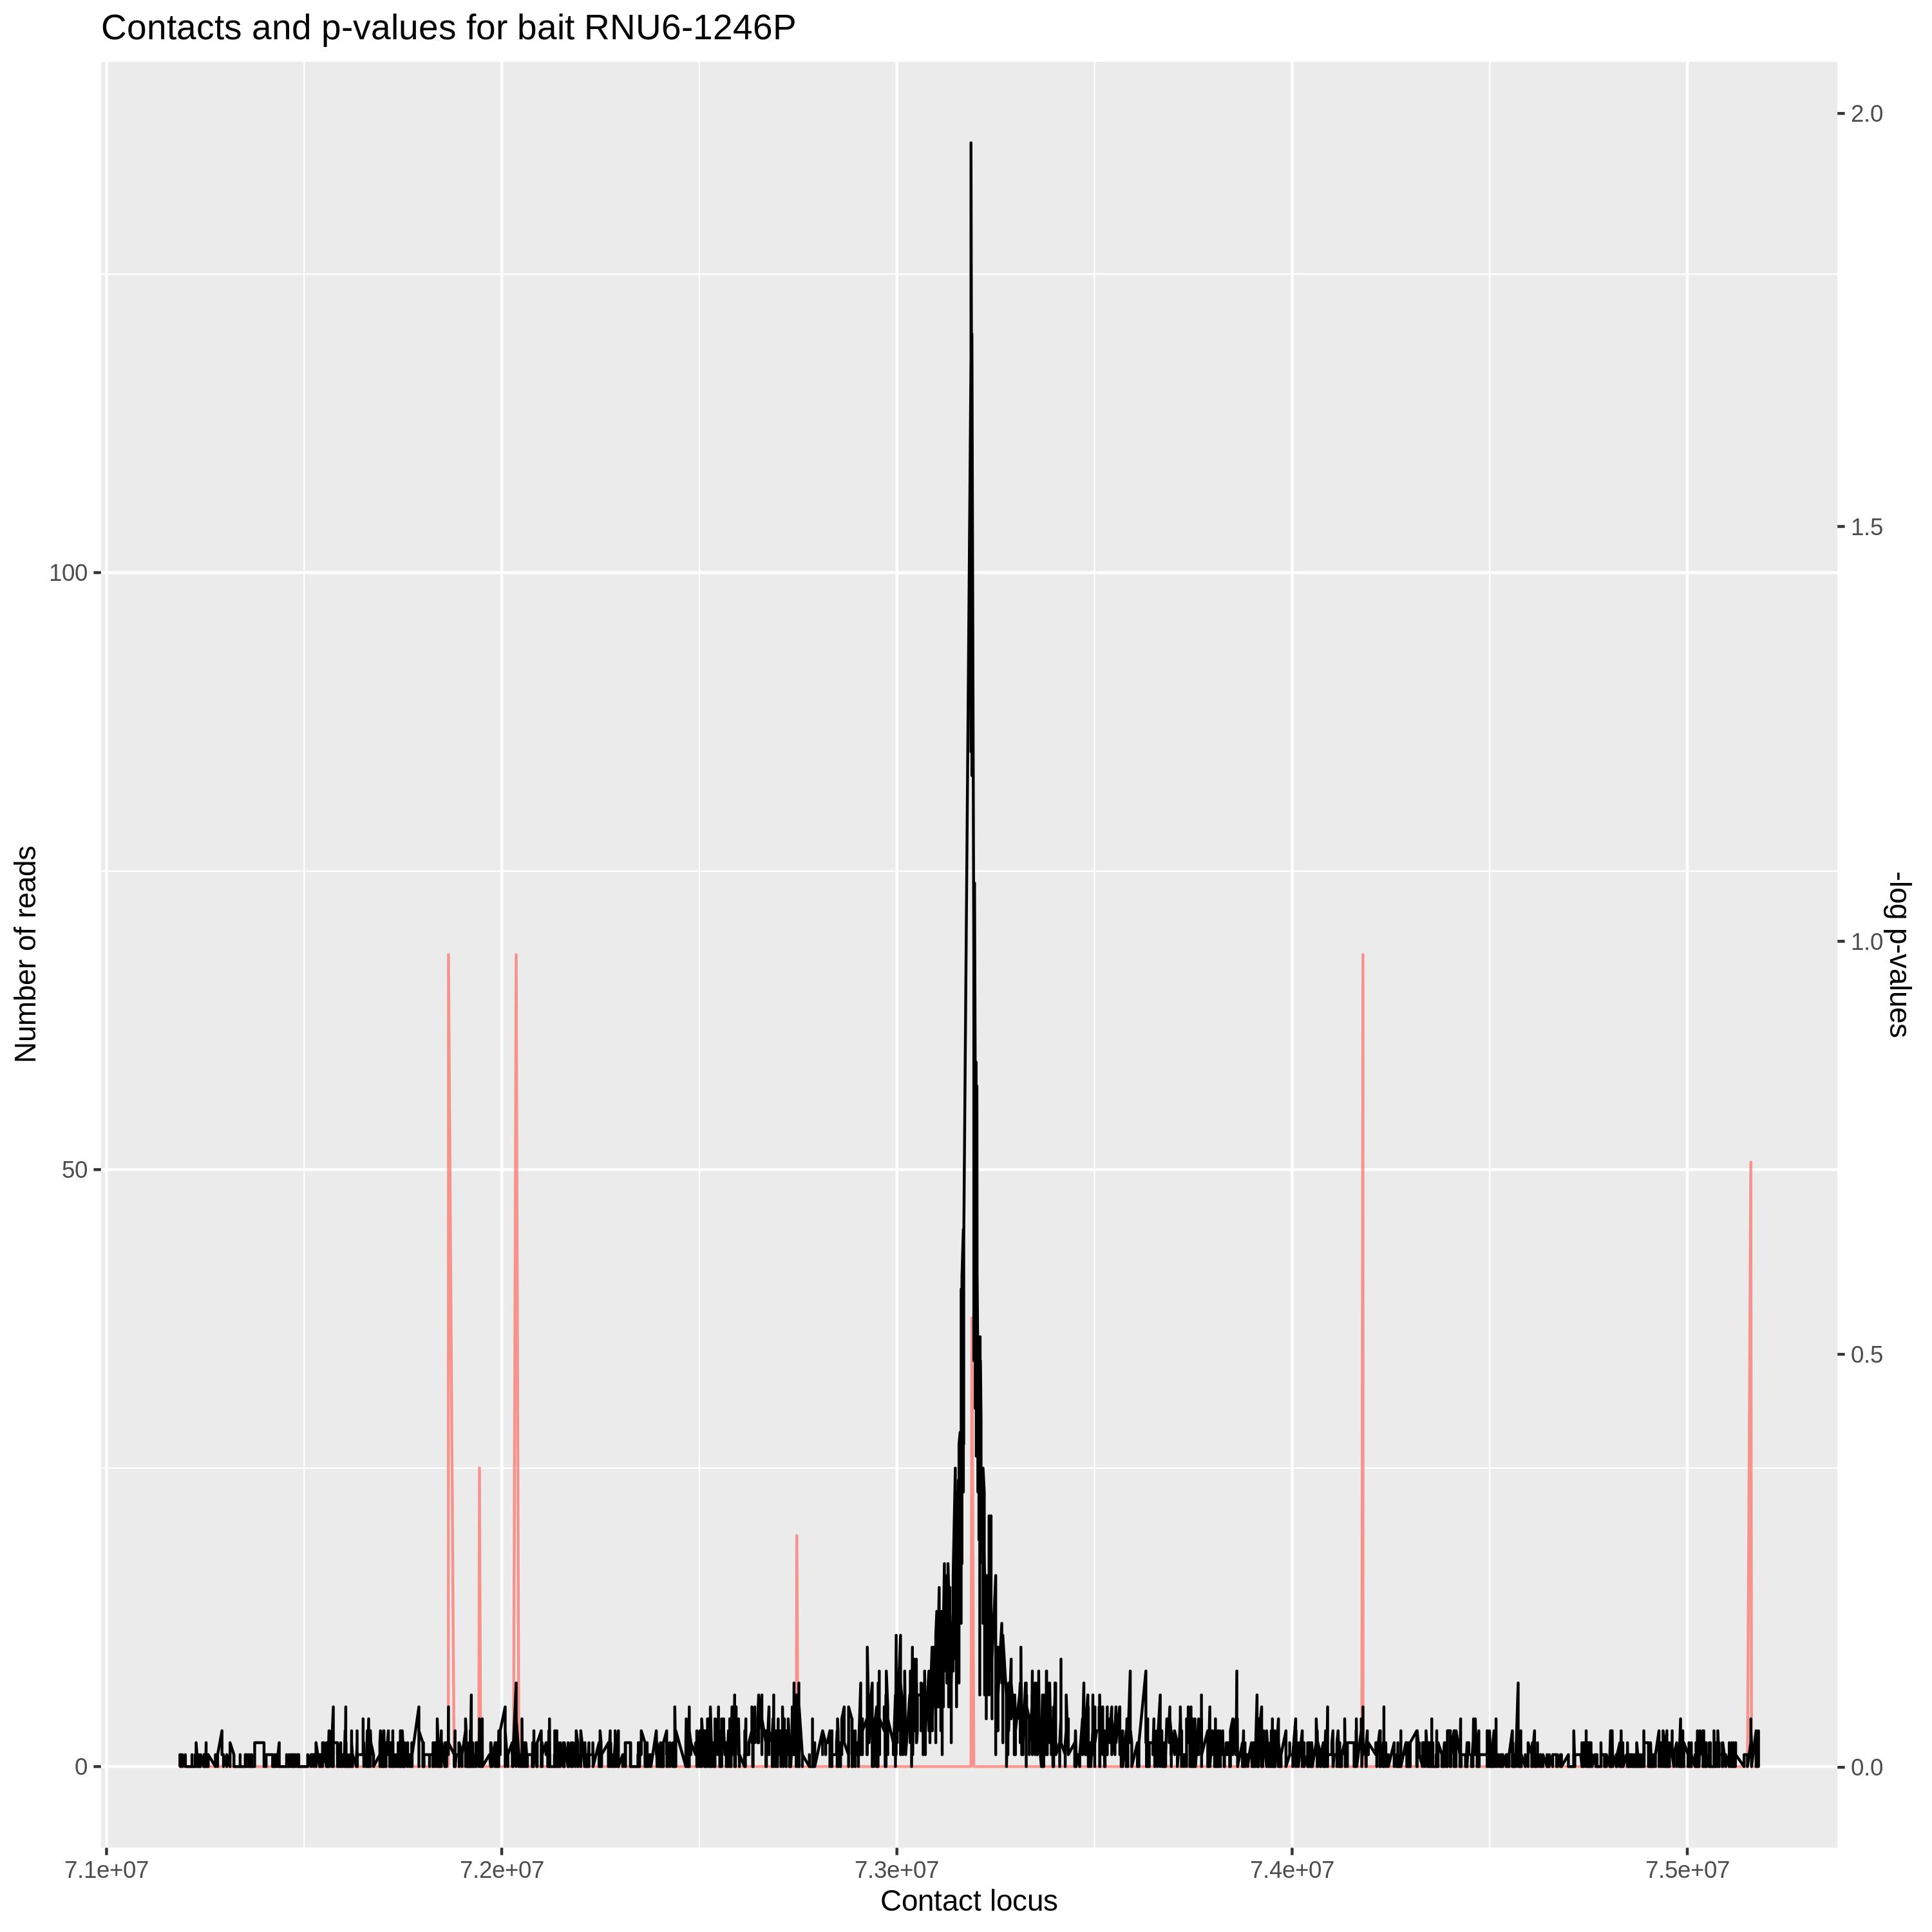 Contacts and p-values for bait RNU6-1246P
2.0
1.5
100
1.0
Number of reads
-log p-values
50
0.5
0
0.0
7.1e+07
7.2e+07
7.3e+07
7.4e+07
7.5e+07
Contact locus